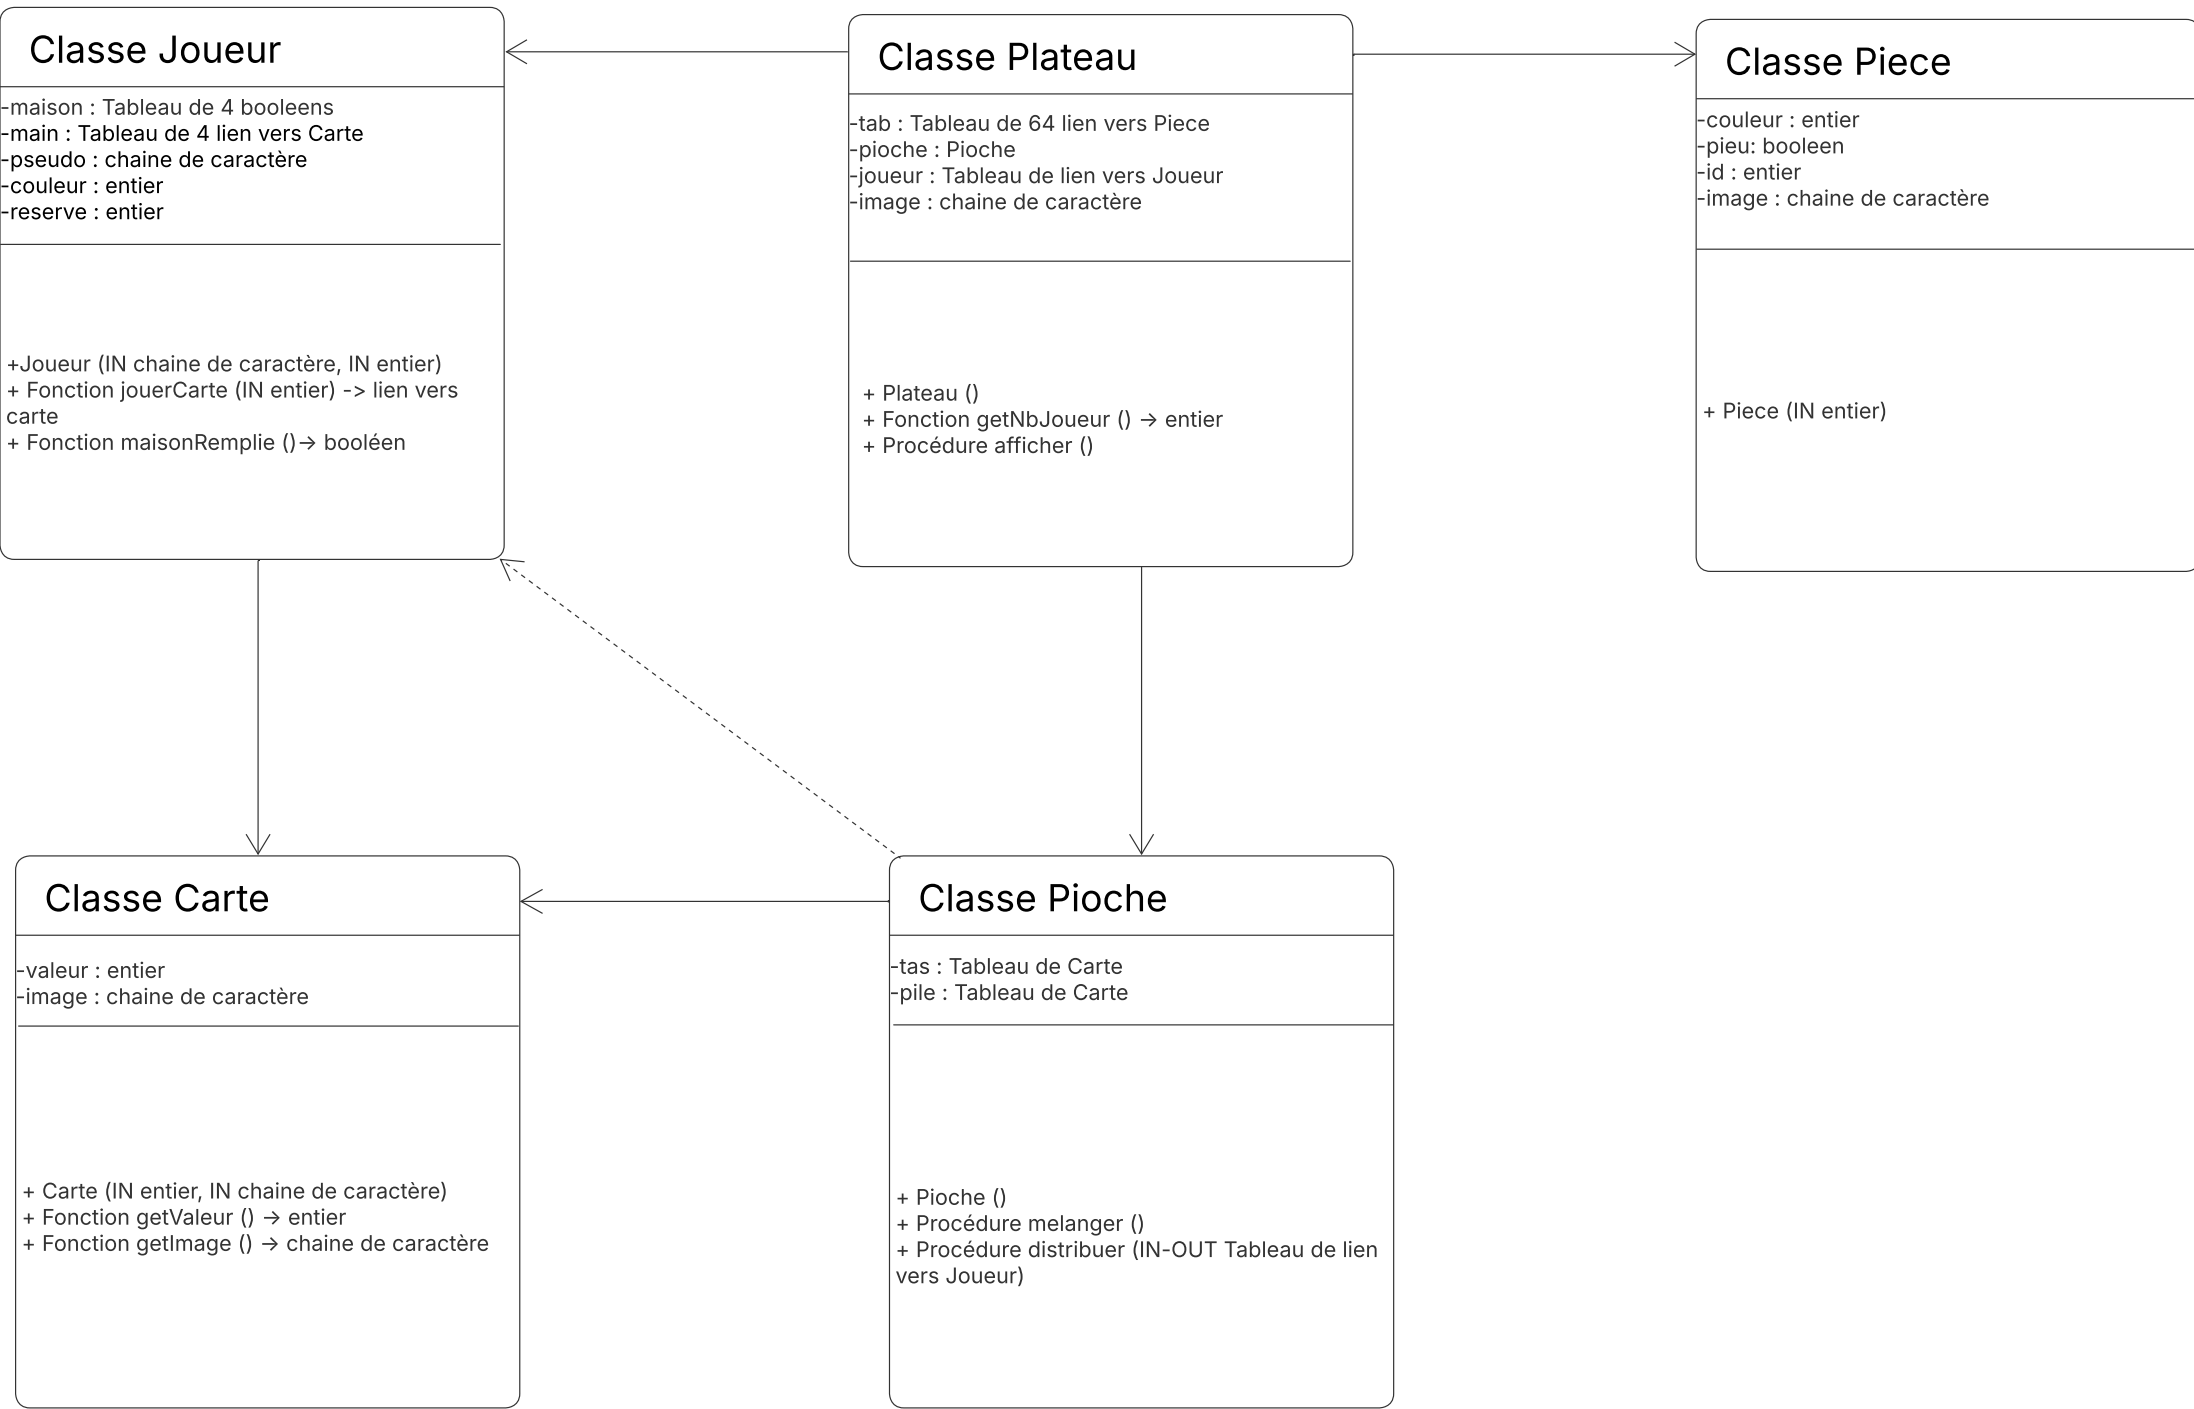 Classe Joueur
-maison : Tableau de 4 booleens
-main : Tableau de 4 lien vers Carte
-pseudo : chaine de caractère
-couleur : entier
-reserve : entier
+Joueur (IN chaine de caractère, IN entier)
+ Fonction jouerCarte (IN entier) -> lien vers
carte
+ Fonction maisonRemplie ()→ booléen
Classe Plateau
-tab : Tableau de 64 lien vers Piece
-pioche : Pioche
-joueur : Tableau de lien vers Joueur
-image : chaine de caractère
+ Plateau ()
+ Fonction getNbJoueur () → entier
+ Procédure afficher ()
Classe Piece
-couleur : entier
-pieu: booleen
-id : entier
-image : chaine de caractère
+ Piece (IN entier)
Classe Carte
-valeur : entier
-image : chaine de caractère
+ Carte (IN entier, IN chaine de caractère)
+ Fonction getValeur () → entier
+ Fonction getImage () → chaine de caractère
Classe Pioche
-tas : Tableau de Carte
-pile : Tableau de Carte
+ Pioche ()
+ Procédure melanger ()
+ Procédure distribuer (IN-OUT Tableau de lien
vers Joueur)